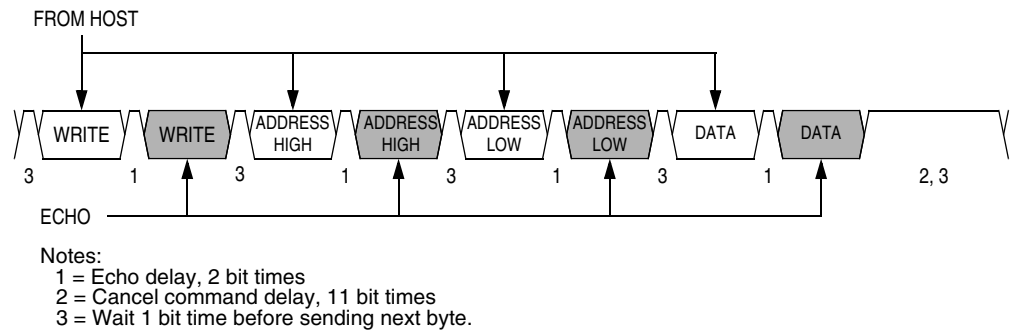 FROM HOST
WRITE WRITE ADDRESS HIGH ADDRESS HIGH ADDRESS LOW ADDRESS LOW DATA DATA
3 1 3 1 3 1 3 1 2, 3
ECHO
Notes:
1 = Echo delay, 2 bit times
2 = Cancel command delay, 11 bit times
3 = Wait 1 bit time before sending next byte.